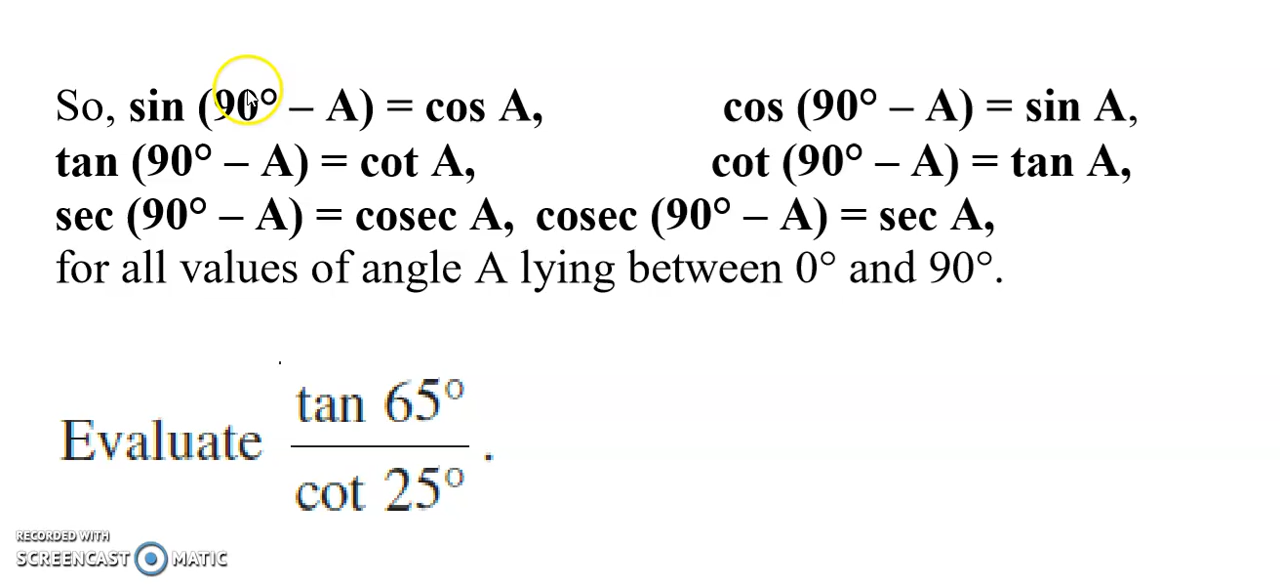 So, sin (90° – A) = cos A, cos (90° – A) = sin A,
tan (90° – A) = cot A, cot (90° – A) = tan A,
sec (90° – A) = cosec A, cosec (90° – A) = sec A,
for all values of angle A lying between 0° and 90°.
tan 65°
Evaluate .
cot 25°
RECORDED WITH
SCREENCAST MATIC